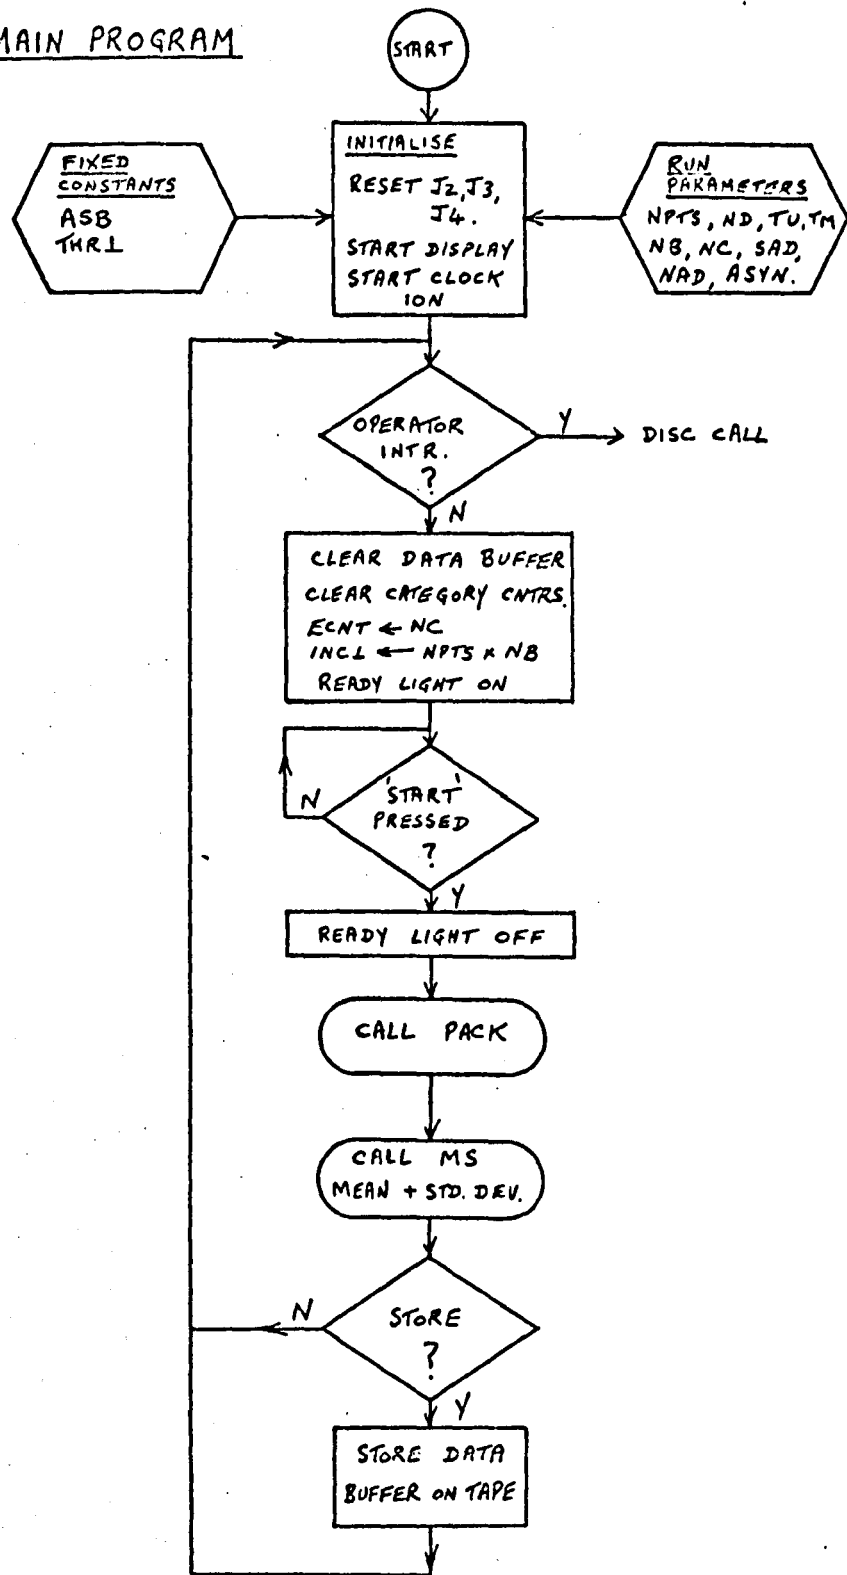 MAIN PROGRAM
START
FIXED
CONSTANTS
ASB
THR1
INITIALISE
RESET J2, J3,
J4.
START DISPLAY
START CLOCK
ION
RUN
PARAMETERS
NPTS, ND, TU, TM
NB, NC, SAD,
NAD, ASYN.
OPERATOR
INTR.
?
Y
DISC CALL
N
CLEAR DATA BUFFER
CLEAR CATEGORY CNTRS.
ECNT ← NC
INC1 ← NPTS x NB
READY LIGHT ON
'START'
PRESSED
?
N
Y
READY LIGHT OFF
CALL PACK
CALL MS
MEAN + STD. DEV.
STORE
?
N
Y
STORE DATA
BUFFER ON TAPE